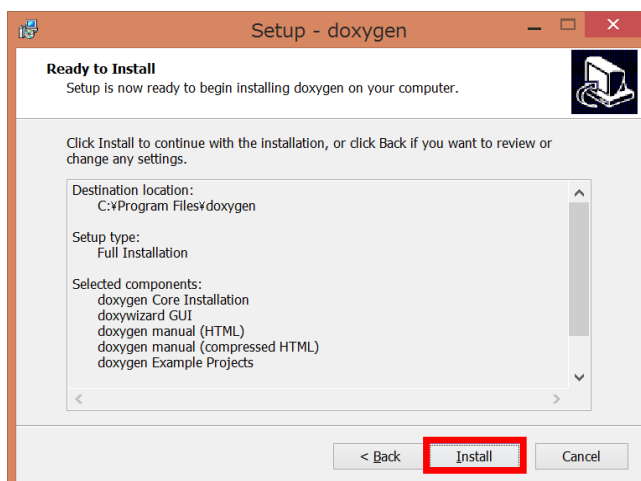 Setup - doxygen
Ready to Install
Setup is now ready to begin installing doxygen on your computer.
Click Install to continue with the installation, or click Back if you want to review or
change any settings.
Destination location:
C:¥Program Files¥doxygen
Setup type:
Full Installation
Selected components:
doxygen Core Installation
doxywizard GUI
doxygen manual (HTML)
doxygen manual (compressed HTML)
doxygen Example Projects
< Back
Install
Cancel